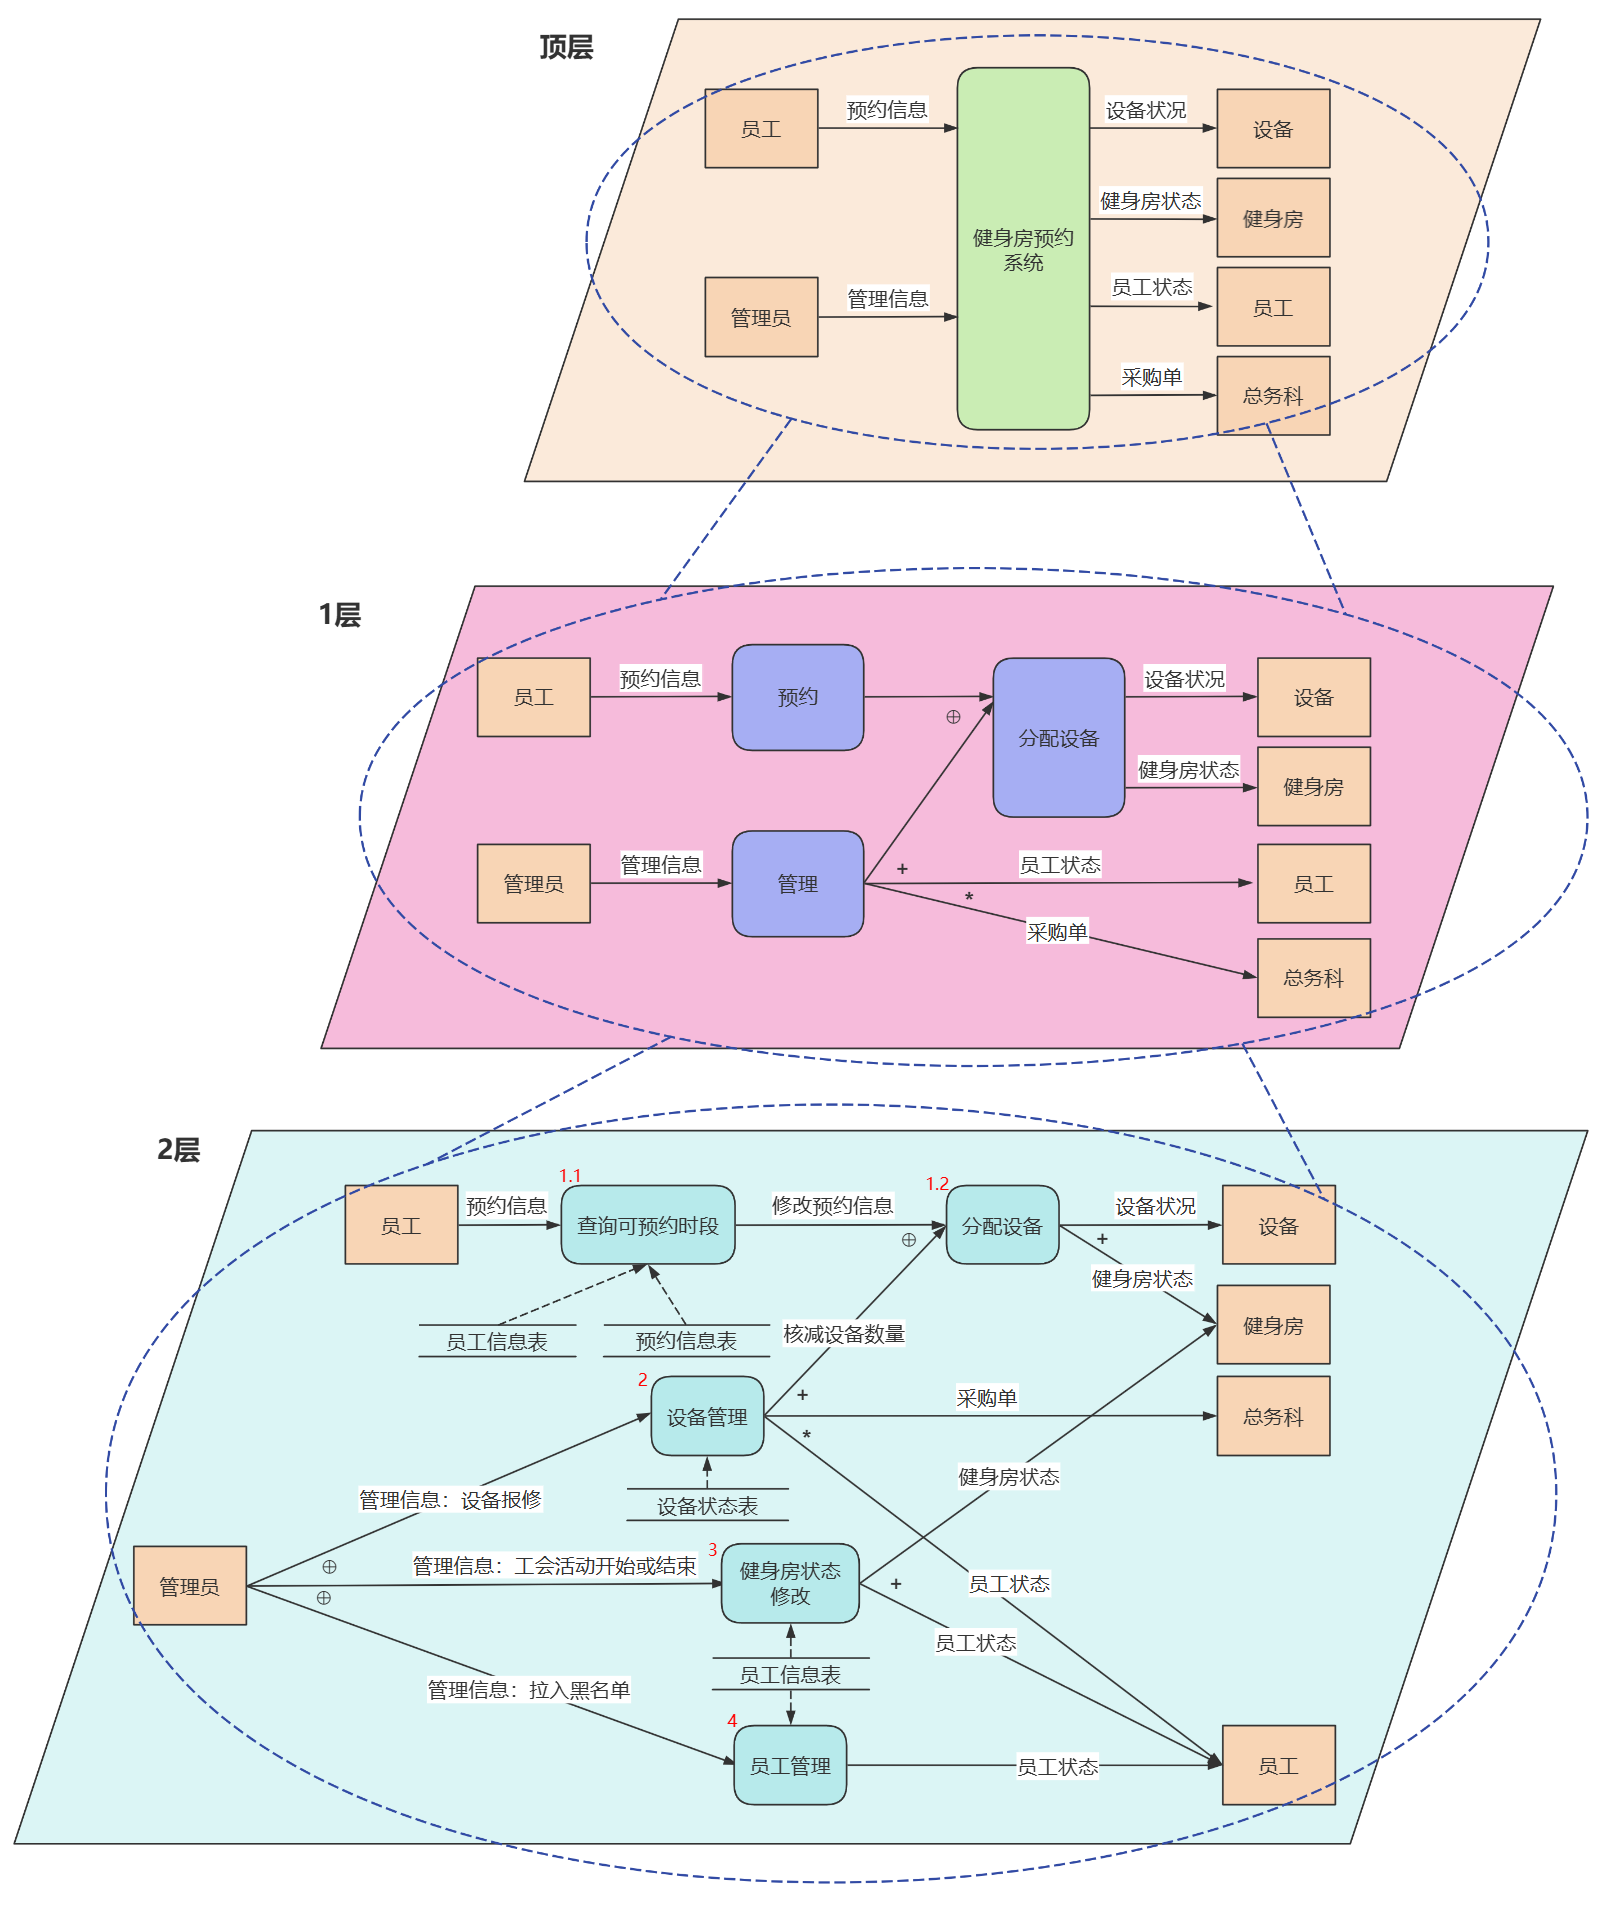 顶层
员工
预约信息
健身房预约
系统
设备状况
设备
健身房状态
健身房
管理员
管理信息
员工状态
员工
采购单
总务科
1层
员工
预约信息
预约
⊕
分配设备
设备状况
设备
健身房状态
健身房
管理员
管理信息
管理
+
员工状态
员工
*
采购单
总务科
2层
员工
预约信息
1.1
查询可预约时段
修改预约信息
⊕
1.2
分配设备
设备状况
设备
+
健身房状态
健身房
员工信息表
预约信息表
核减设备数量
2
设备管理
+
采购单
总务科
*
设备状态表
管理信息：设备报修
健身房状态
管理员
⊕
管理信息：工会活动开始或结束
⊕
3
健身房状态
修改
+
员工状态
员工状态
员工信息表
管理信息：拉入黑名单
4
员工管理
员工状态
员工